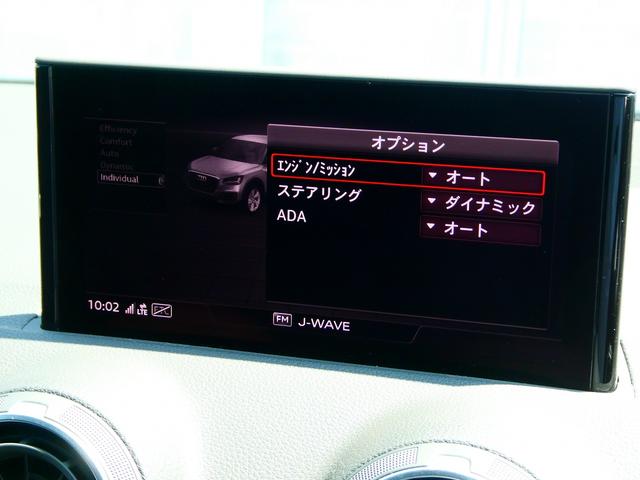 Efficiency
Comfort
Auto
Dynamic
Individual
オプション
エンジン/ミッション
オート
ステアリング
ダイナミック
ADA
オート
10:02
LTE
ETC
FM
J-WAVE